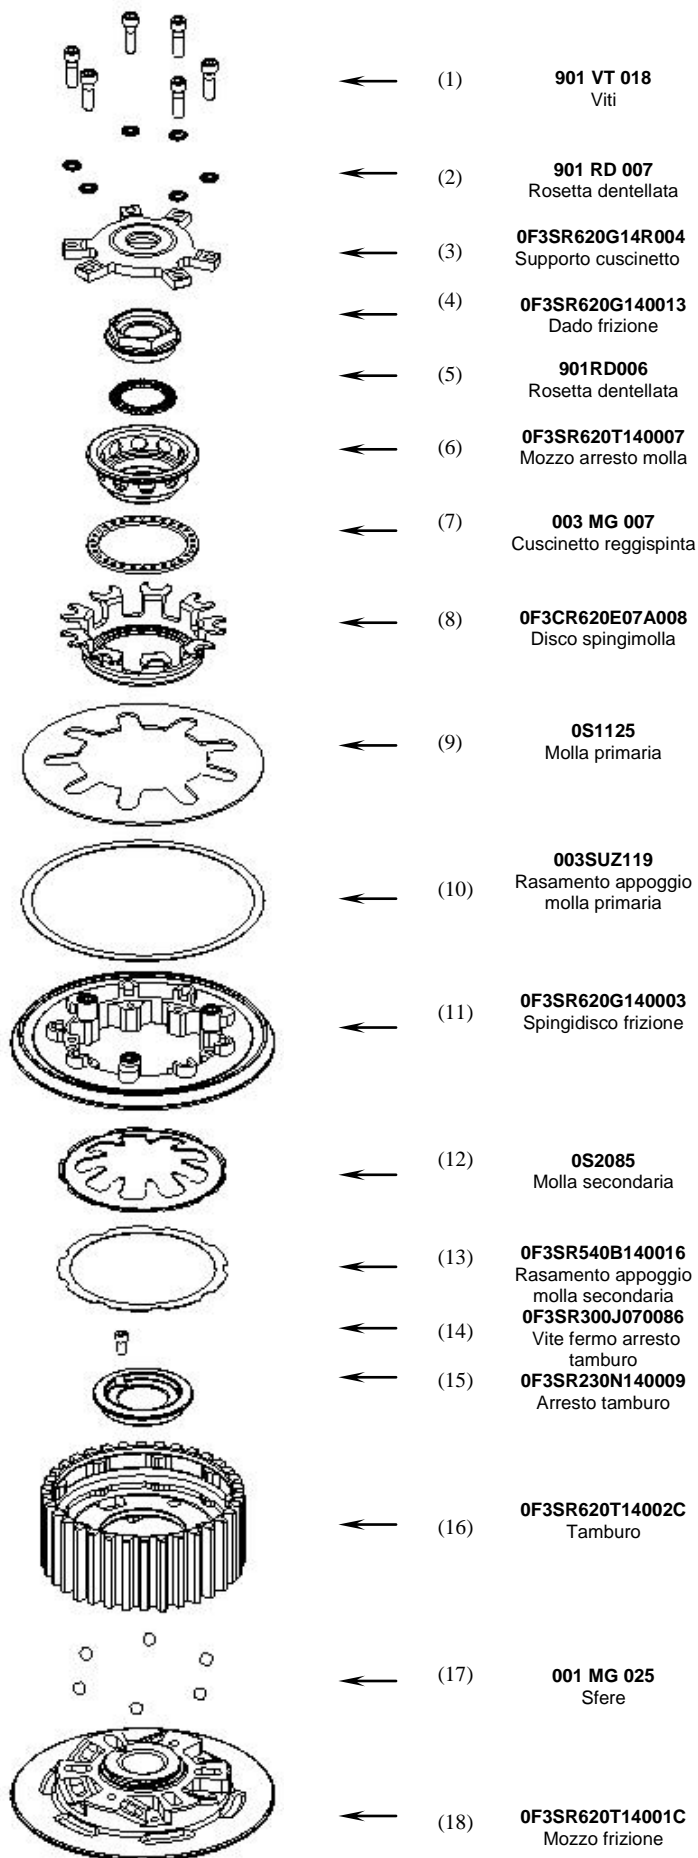 (1) 901 VT 018
Viti
(2) 901 RD 007
Rosetta dentellata
(3) 0F3SR620G14R004
Supporto cuscinetto
(4) 0F3SR620G140013
Dado frizione
(5) 901RD006
Rosetta dentellata
(6) 0F3SR620T140007
Mozzo arresto molla
(7) 003 MG 007
Cuscinetto reggispinta
(8) 0F3CR620E07A008
Disco spingimolla
(9) 0S1125
Molla primaria
003SUZ119
(10) Rasamento appoggio
molla primaria
(11) 0F3SR620G140003
Spingidisco frizione
(12) 0S2085
Molla secondaria
(13) 0F3SR540B140016
Rasamento appoggio
molla secondaria
(14) 0F3SR300J070086
Vite fermo arresto
tamburo
(15) 0F3SR230N140009
Arresto tamburo
(16) 0F3SR620T14002C
Tamburo
(17) 001 MG 025
Sfere
(18) 0F3SR620T14001C
Mozzo frizione